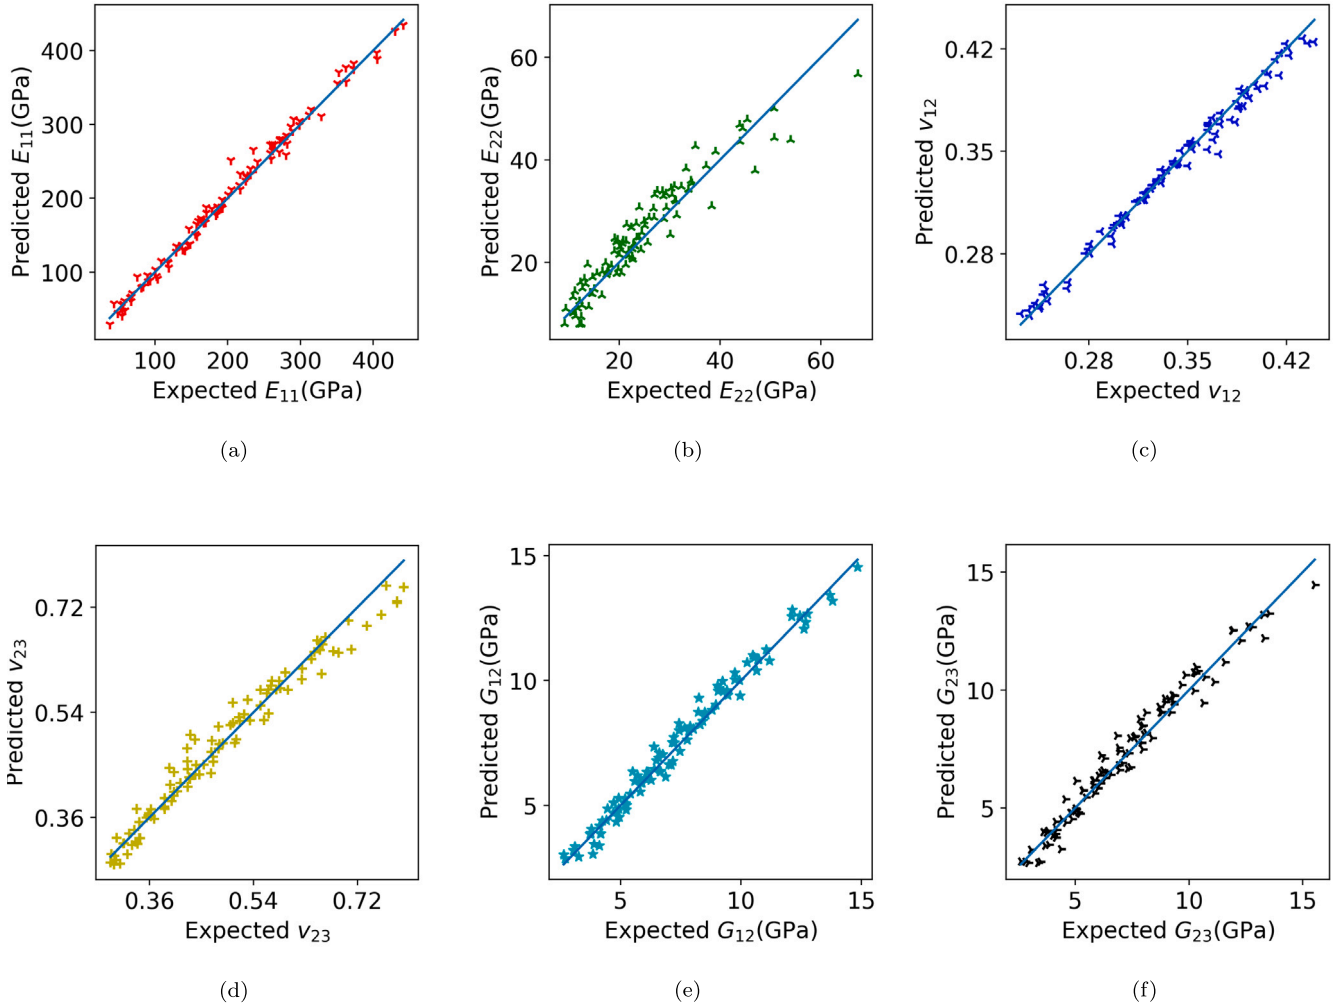 400
300
200
100
Predicted E₁₁(GPa)
100 200 300 400
Expected E₁₁(GPa)
(a)
60
40
20
Predicted E₂₂(GPa)
20 40 60
Expected E₂₂(GPa)
(b)
0.42
0.35
0.28
Predicted ν₁₂
0.28 0.35 0.42
Expected ν₁₂
(c)
0.72
0.54
0.36
Predicted ν₂₃
0.36 0.54 0.72
Expected ν₂₃
(d)
15
10
5
Predicted G₁₂(GPa)
5 10 15
Expected G₁₂(GPa)
(e)
15
10
5
Predicted G₂₃(GPa)
5 10 15
Expected G₂₃(GPa)
(f)